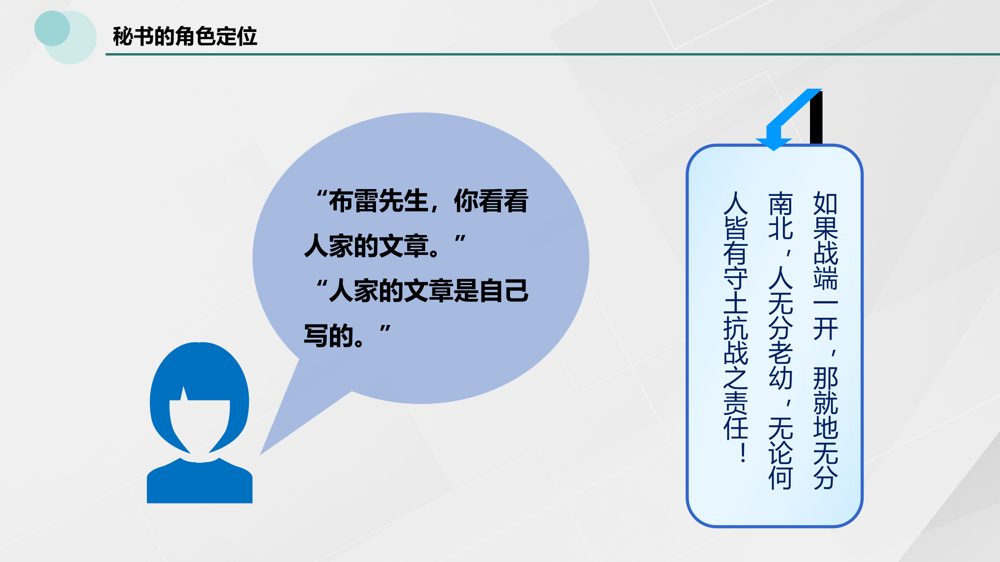 秘书的角色定位
“布雷先生，你看看
人家的文章。”
“人家的文章是自己
写的。”
如果战端一开，那就地无分
南北，人无分老幼，无论何
人皆有守土抗战之责任！